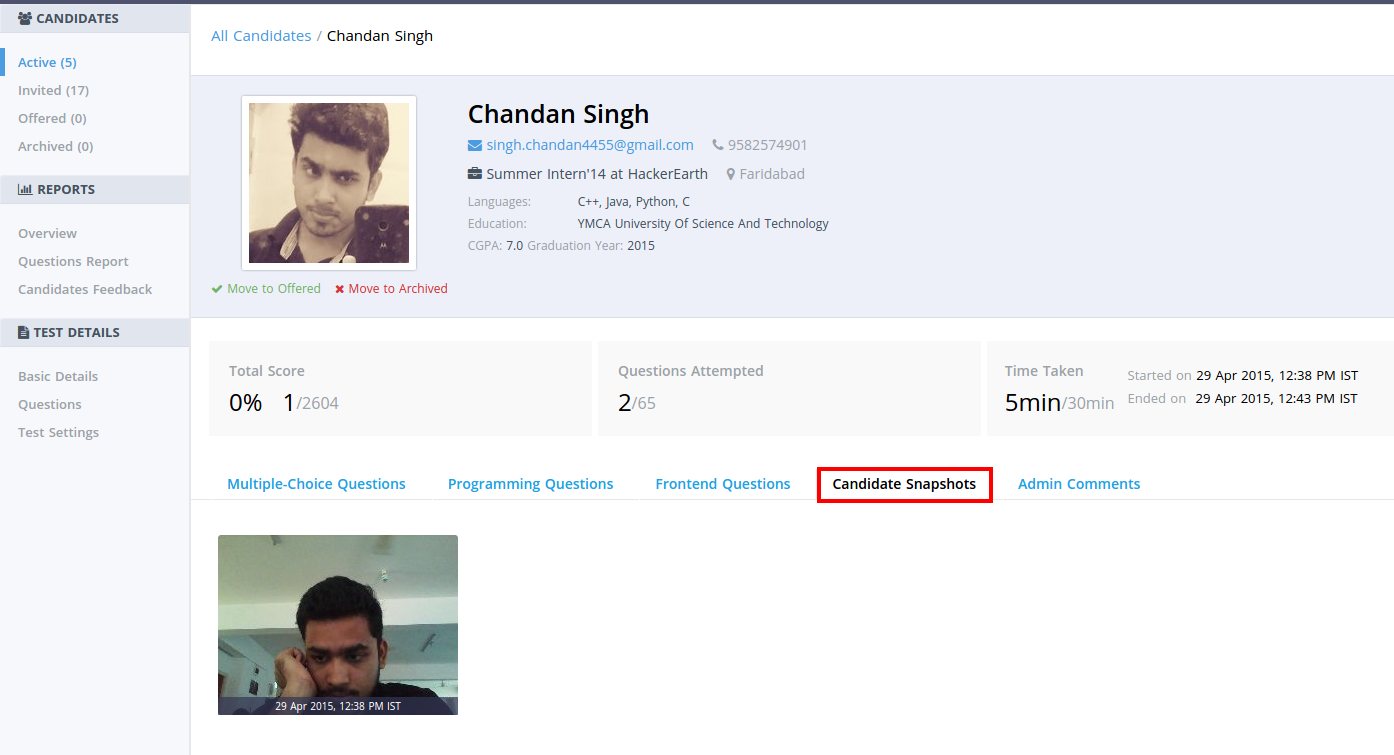 CANDIDATES
Active (5)
Invited (17)
Offered (0)
Archived (0)
REPORTS
Overview
Questions Report
Candidates Feedback
TEST DETAILS
Basic Details
Questions
Test Settings
All Candidates / Chandan Singh
Chandan Singh
singh.chandan4455@gmail.com 9582574901
Summer Intern'14 at HackerEarth Faridabad
Languages: C++, Java, Python, C
Education: YMCA University Of Science And Technology
CGPA: 7.0 Graduation Year: 2015
Move to Offered Move to Archived
Total Score
0% 1/2604
Questions Attempted
2/65
Time Taken
5min/30min
Started on 29 Apr 2015, 12:38 PM IST
Ended on 29 Apr 2015, 12:43 PM IST
Multiple-Choice Questions Programming Questions Frontend Questions Candidate Snapshots Admin Comments
29 Apr 2015, 12:38 PM IST